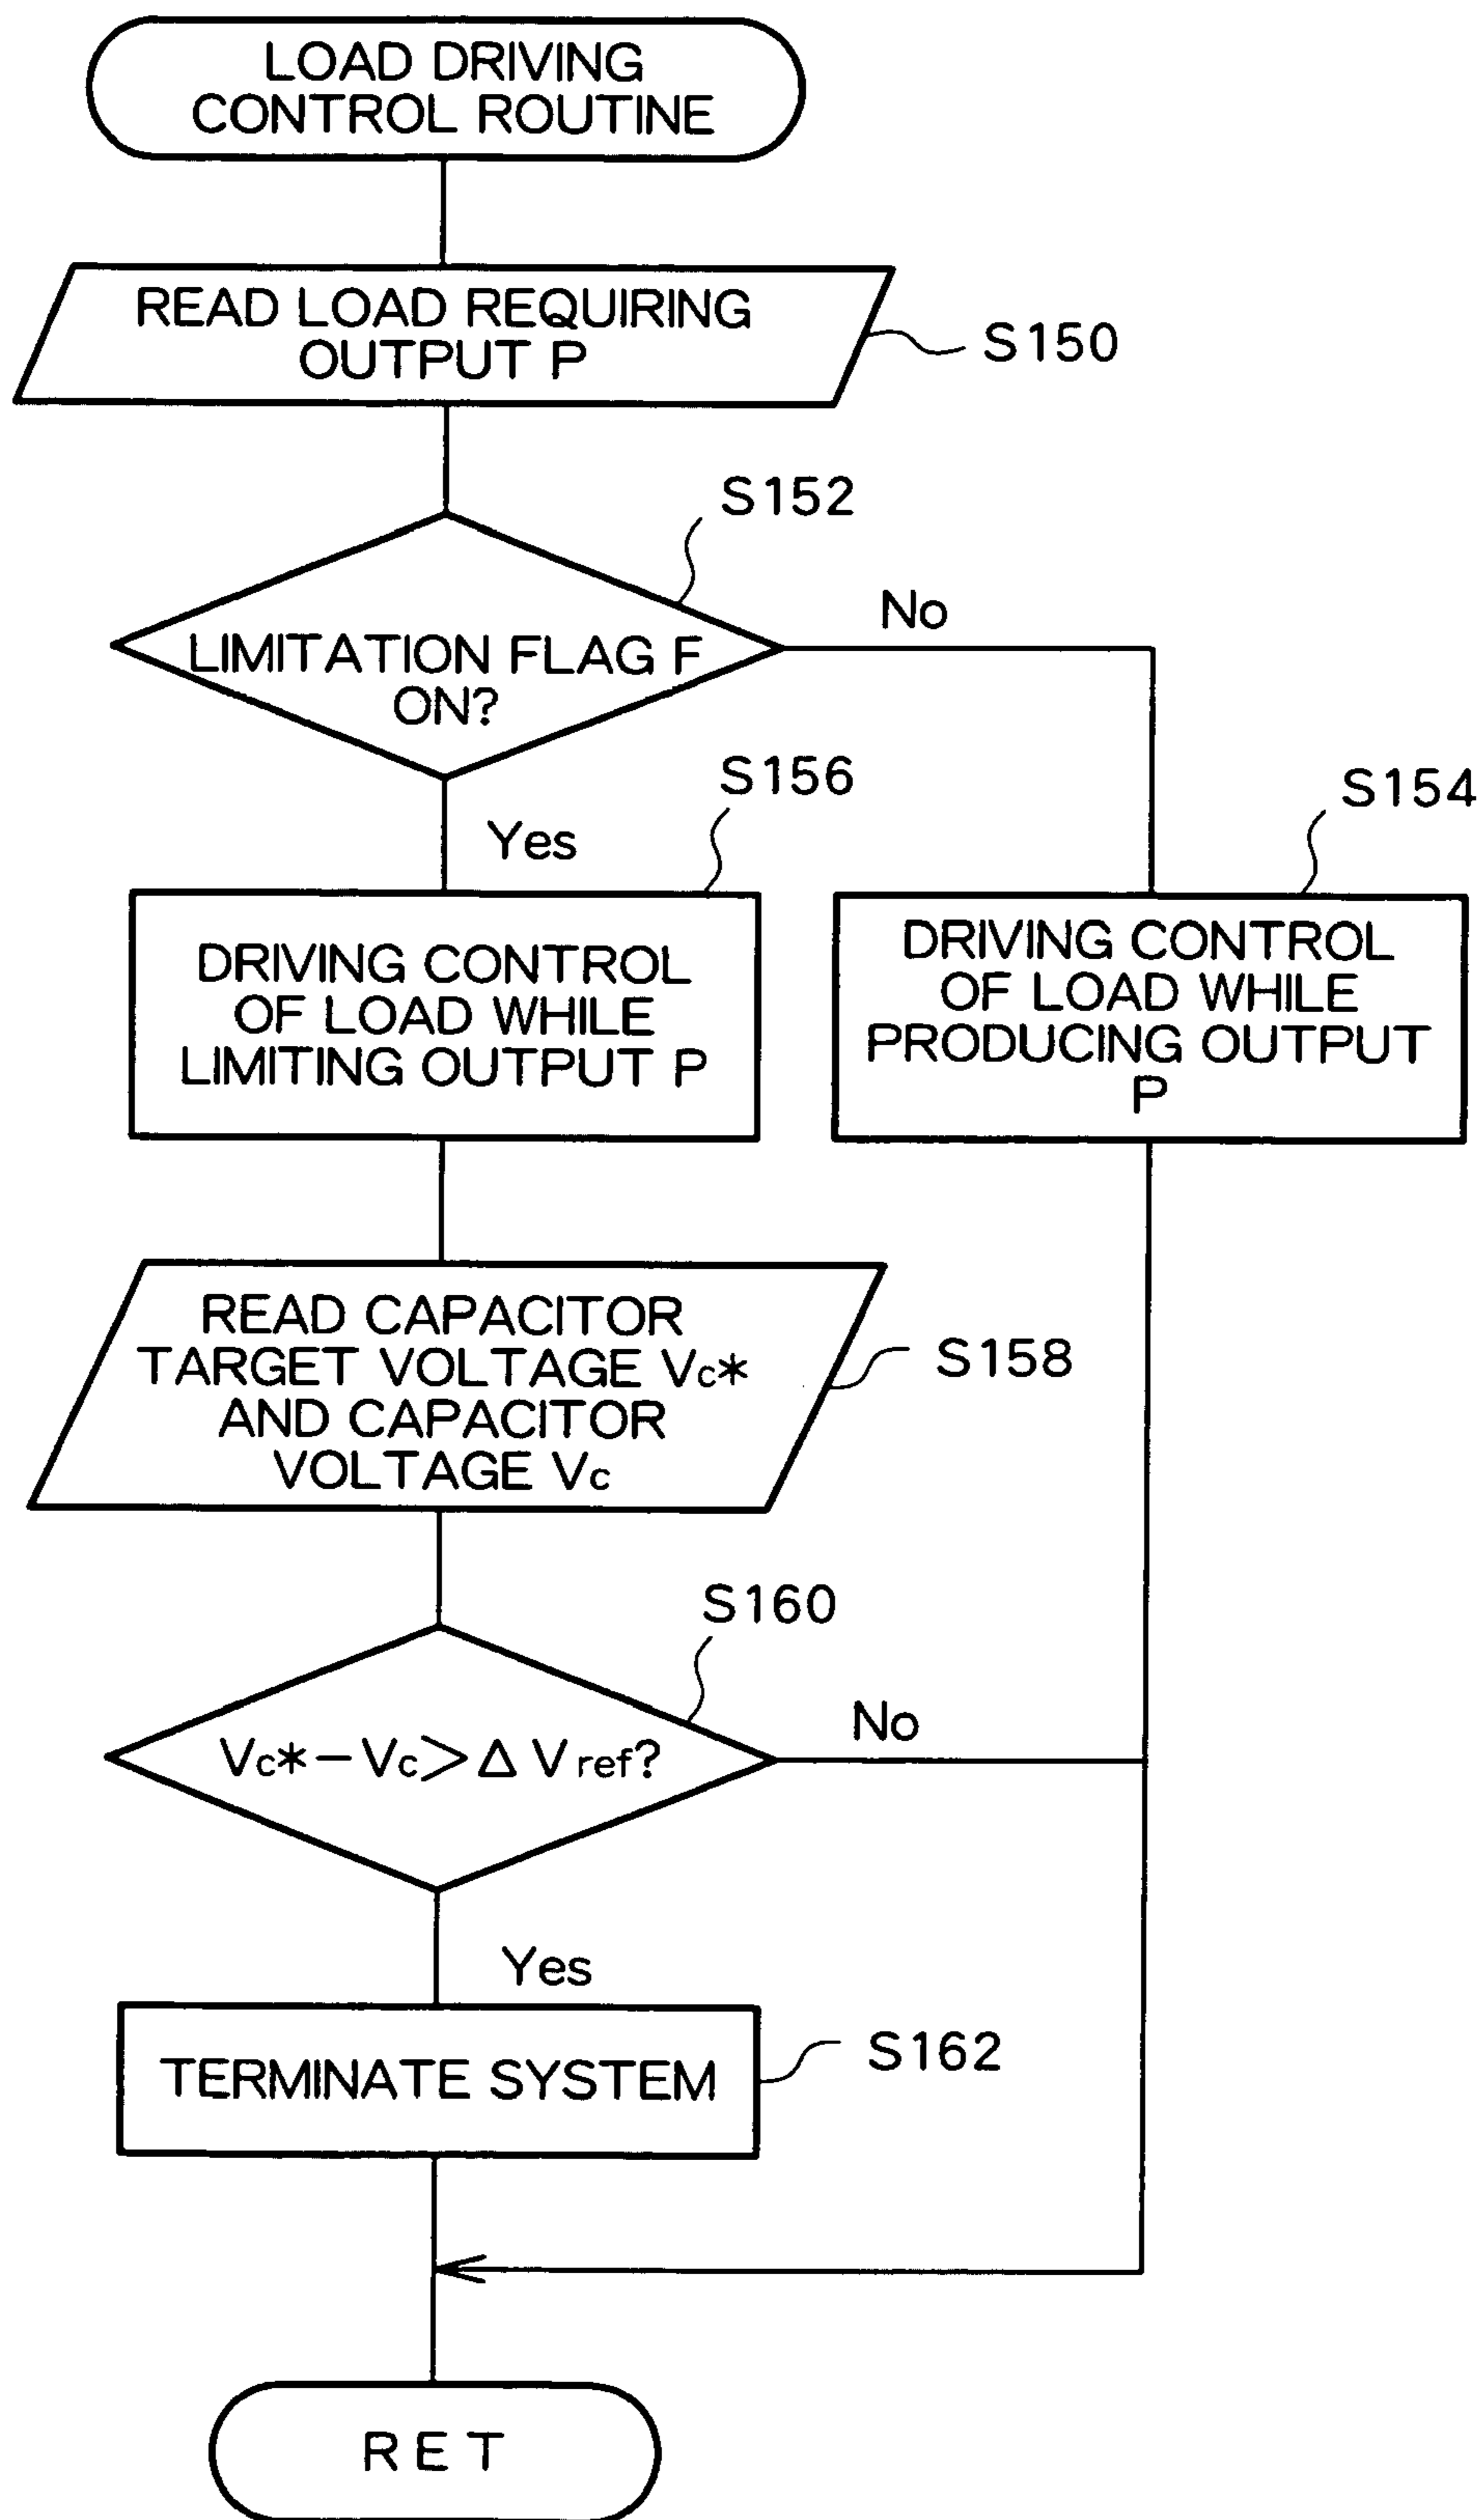 LOAD DRIVING
CONTROL ROUTINE
READ LOAD REQUIRING
OUTPUT P
S150
S152
LIMITATION FLAG F
ON?
No
Yes
S156
DRIVING CONTROL
OF LOAD WHILE
LIMITING OUTPUT P
S154
DRIVING CONTROL
OF LOAD WHILE
PRODUCING OUTPUT
P
READ CAPACITOR
TARGET VOLTAGE Vc*
AND CAPACITOR
VOLTAGE Vc
S158
S160
Vc*-Vc>Δ Vref?
No
Yes
TERMINATE SYSTEM
S162
RET